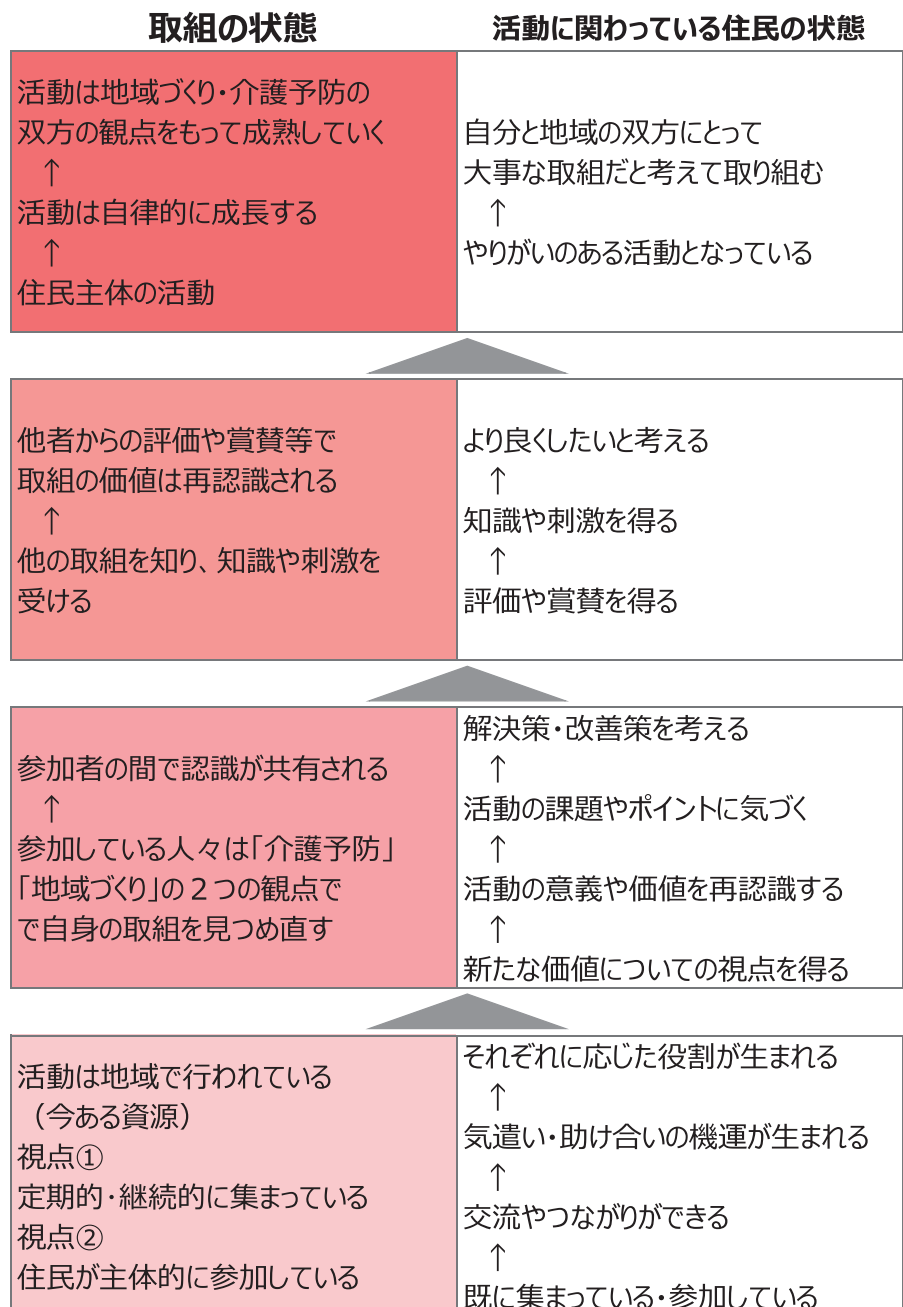 取組の状態
活動に関わっている住民の状態
活動は地域づくり・介護予防の
双方の観点をもって成熟していく
↑
活動は自律的に成長する
↑
住民主体の活動
自分と地域の双方にとって
大事な取組だと考えて取り組む
↑
やりがいのある活動となっている
他者からの評価や賞賛等で
取組の価値は再認識される
↑
他の取組を知り、知識や刺激を
受ける
より良くしたいと考える
↑
知識や刺激を得る
↑
評価や賞賛を得る
参加者の間で認識が共有される
↑
参加している人々は「介護予防」
「地域づくり」の２つの観点で
で自身の取組を見つめ直す
解決策・改善策を考える
↑
活動の課題やポイントに気づく
↑
活動の意義や価値を再認識する
↑
新たな価値についての視点を得る
活動は地域で行われている
（今ある資源）
視点①
定期的・継続的に集まっている
視点②
住民が主体的に参加している
それぞれに応じた役割が生まれる
↑
気遣い・助け合いの機運が生まれる
↑
交流やつながりができる
↑
既に集まっている・参加している